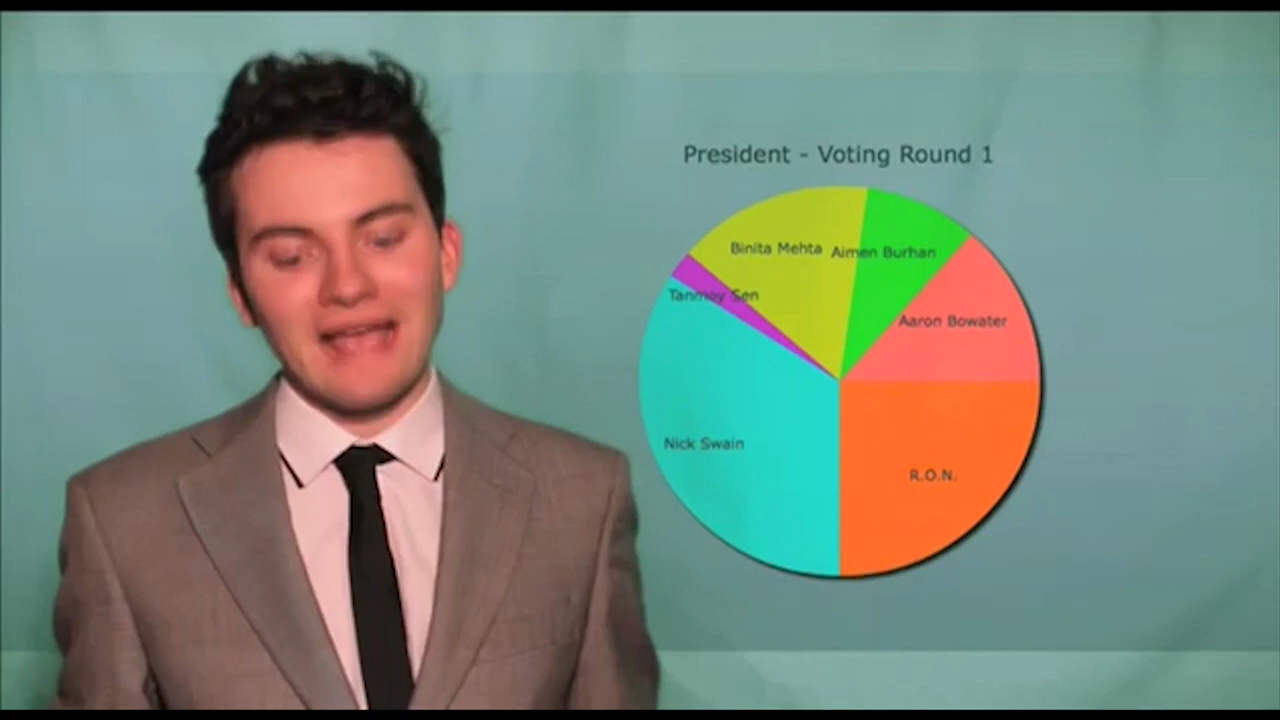 President - Voting Round 1
Binita Mehta
Aimen Burhan
Tanmoy Sen
Aaron Bowater
Nick Swain
R.O.N.